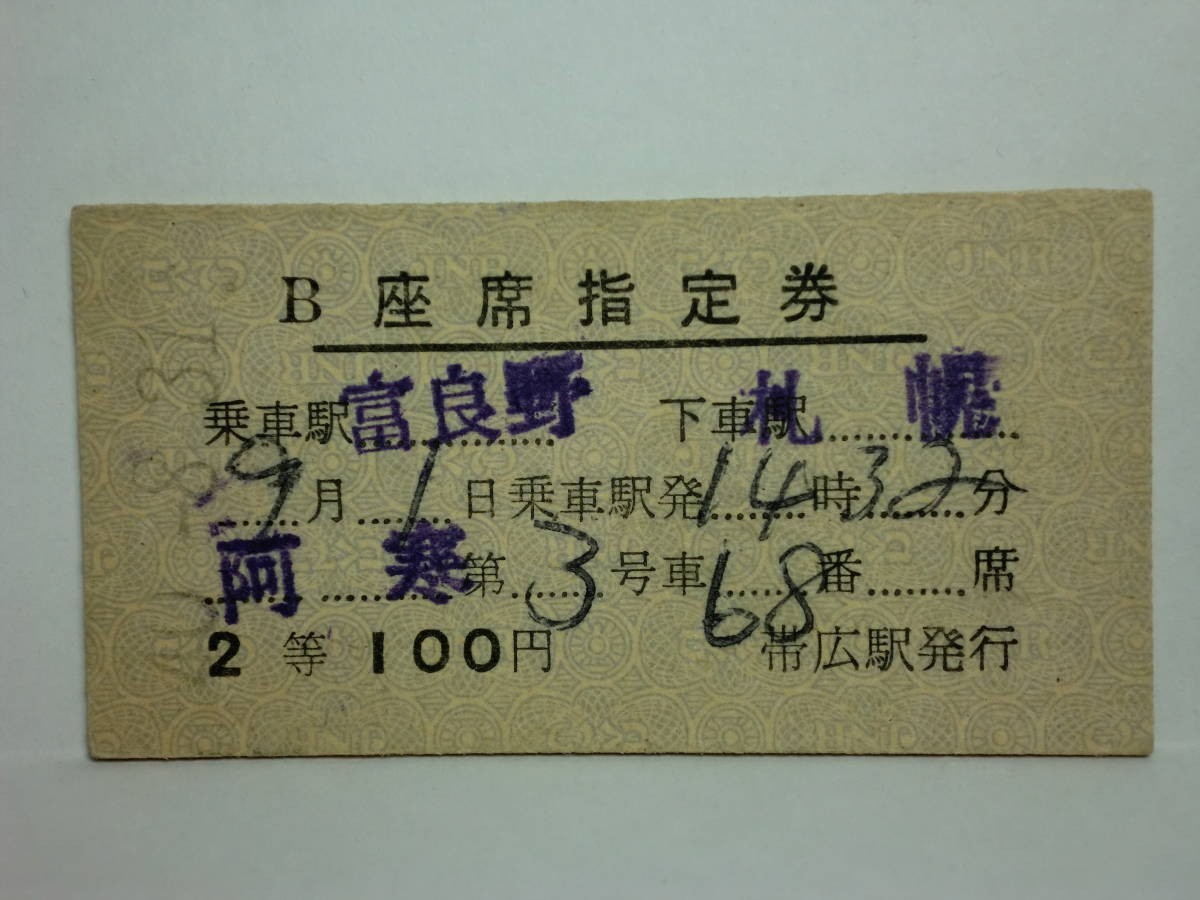 B 座席指定券
乗車駅 富良野 下車駅 札幌
9月1日乗車駅発14時32分
阿寒 第3号車68番 席
2等100円 帯広駅発行